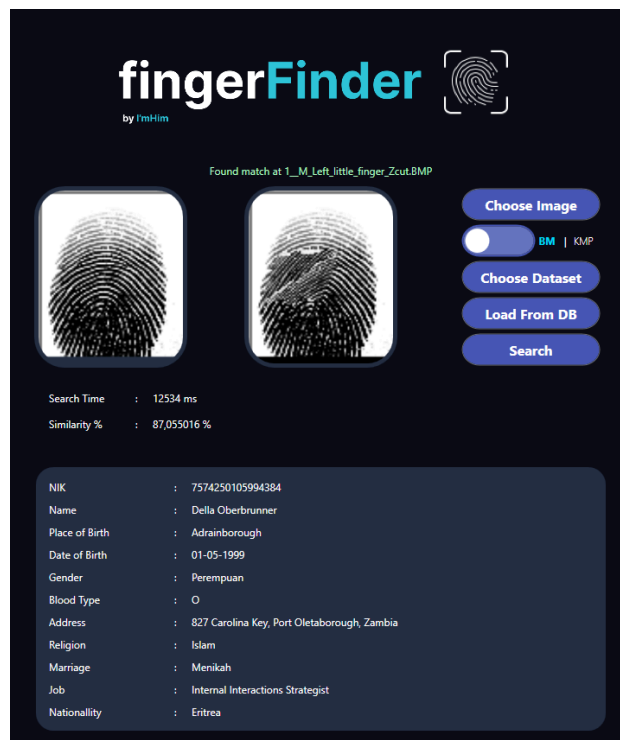 fingerFinder
by I'mHim
Found match at 1__M_Left_little_finger_Zcut.BMP
Choose Image
BM | KMP
Choose Dataset
Load From DB
Search
Search Time : 12534 ms
Similarity % : 87,055016 %
NIK : 7574250105994384
Name : Della Oberbrunner
Place of Birth : Adrainborough
Date of Birth : 01-05-1999
Gender : Perempuan
Blood Type : O
Address : 827 Carolina Key, Port Oletaborough, Zambia
Religion : Islam
Marriage : Menikah
Job : Internal Interactions Strategist
Nationallity : Eritrea